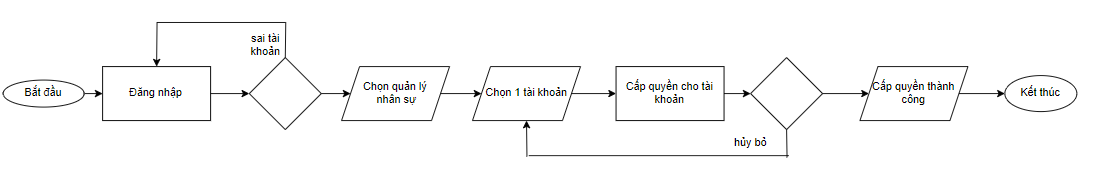 sai tài
khoản
Bắt đầu
Đăng nhập
Chọn quản lý
nhân sự
Chọn 1 tài khoản
Cấp quyền cho tài
khoản
Cấp quyền thành
công
Kết thúc
hủy bỏ